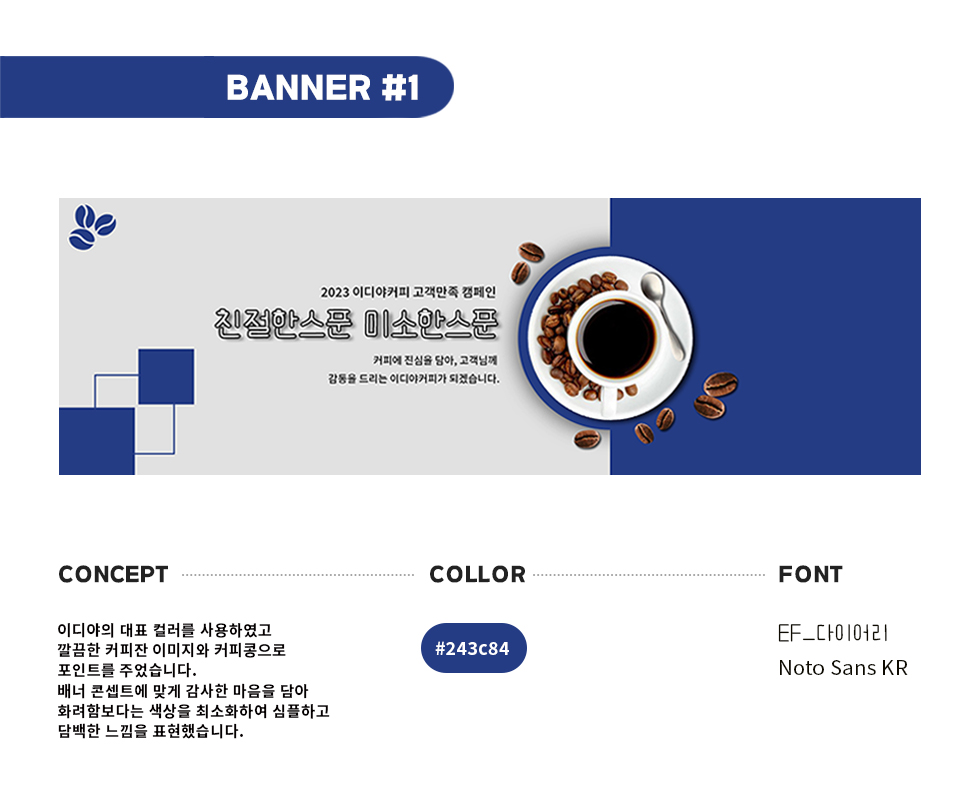 BANNER #1
2023 이디야커피 고객만족 캠페인
친절한스푼 미소한스푼
커피에 진심을 담아, 고객님께
감동을 드리는 이디야커피가 되겠습니다.
CONCEPT
COLLOR
FONT
이디야의 대표 컬러를 사용하였고
깔끔한 커피잔 이미지와 커피콩으로
포인트를 주었습니다.
배너 콘셉트에 맞게 감사한 마음을 담아
화려함보다는 색상을 최소화하여 심플하고
담백한 느낌을 표현했습니다.
#243c84
EF_다이어리
Noto Sans KR